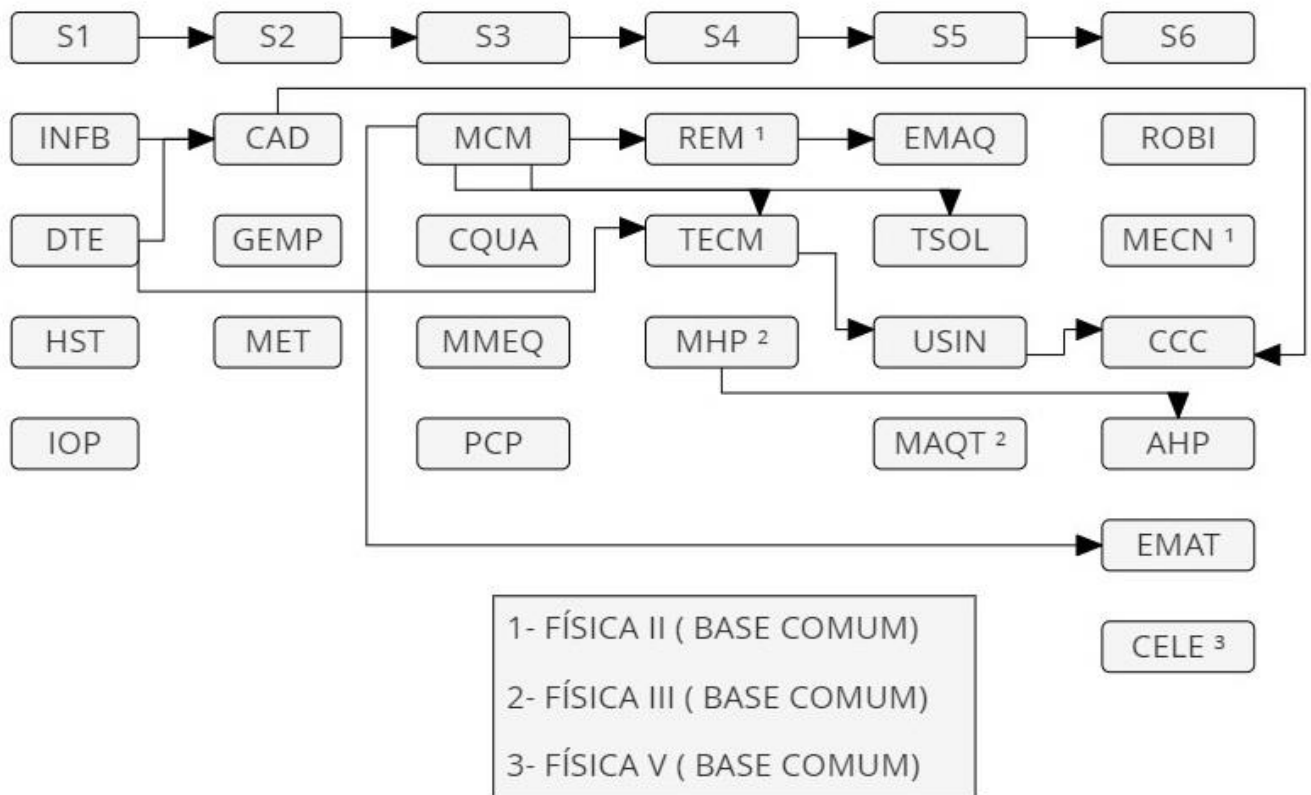 S1 S2 S3 S4 S5 S6
INFB CAD MCM REM ¹ EMAQ ROBI
DTE GEMP CQUA TECM TSOL MECN ¹
HST MET MMEQ MHP ² USIN CCC
IOP PCP MAQT ² AHP
EMAT
CELE ³
1- FÍSICA II ( BASE COMUM)
2- FÍSICA III ( BASE COMUM)
3- FÍSICA V ( BASE COMUM)